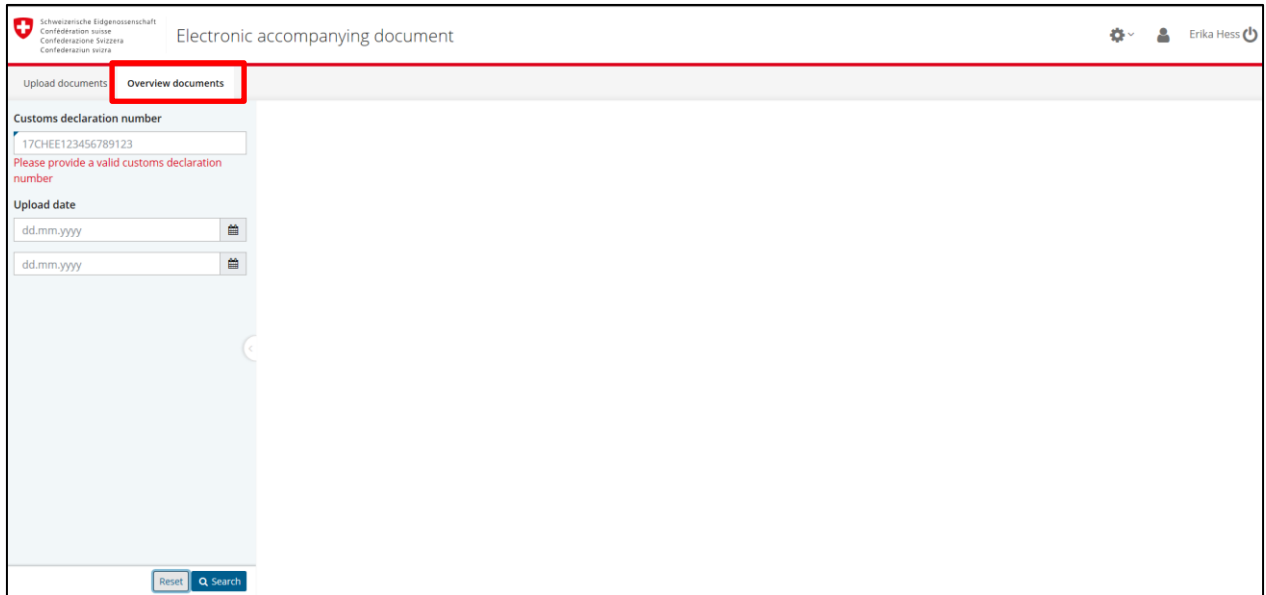 Schweizerische Eidgenossenschaft
Confédération suisse
Confederazione Svizzera
Confederaziun svizra
Electronic accompanying document
Erika Hess
Upload documents
Overview documents
Customs declaration number
17CHEE123456789123
Please provide a valid customs declaration
number
Upload date
dd.mm.yyyy
dd.mm.yyyy
Reset
Search